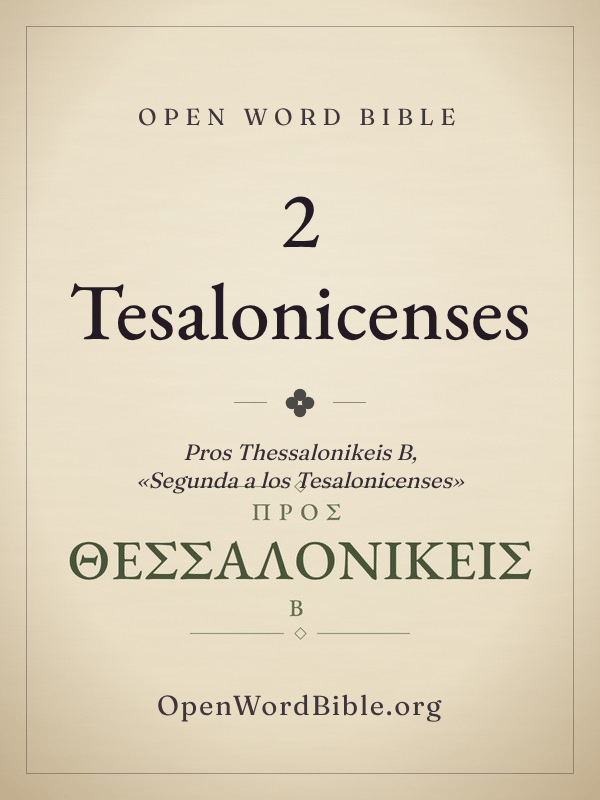 OPEN WORD BIBLE
2
Tesalonicenses
Pros Thessalonikeis B,
«Segunda a los Tesalonicenses»
ΠΡΟΣ
ΘΕΣΣΑΛΟΝΙΚΕΙΣ
Β
OpenWordBible.org